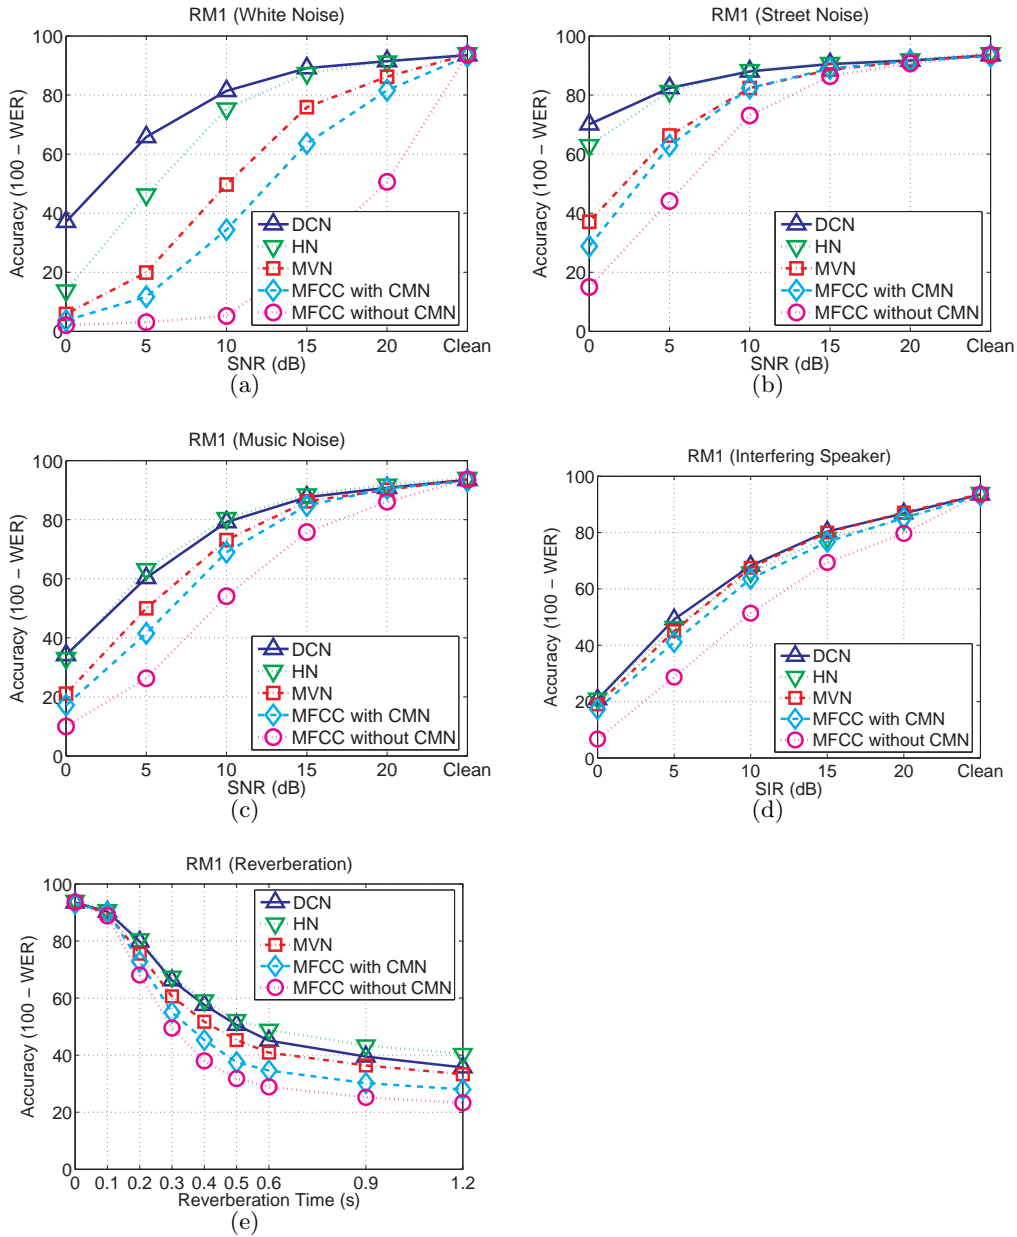 RM1 (White Noise)
Accuracy (100 − WER)
100
80
60
40
20
0
0 5 10 15 20 Clean
SNR (dB)
DCN
HN
MVN
MFCC with CMN
MFCC without CMN
(a)
RM1 (Street Noise)
Accuracy (100 − WER)
100
80
60
40
20
0
0 5 10 15 20 Clean
SNR (dB)
DCN
HN
MVN
MFCC with CMN
MFCC without CMN
(b)
RM1 (Music Noise)
Accuracy (100 − WER)
100
80
60
40
20
0
0 5 10 15 20 Clean
SNR (dB)
DCN
HN
MVN
MFCC with CMN
MFCC without CMN
(c)
RM1 (Interfering Speaker)
Accuracy (100 − WER)
100
80
60
40
20
0
0 5 10 15 20 Clean
SIR (dB)
DCN
HN
MVN
MFCC with CMN
MFCC without CMN
(d)
RM1 (Reverberation)
Accuracy (100 − WER)
100
80
60
40
20
0
0 0.1 0.2 0.3 0.4 0.5 0.6 0.9 1.2
Reverberation Time (s)
DCN
HN
MVN
MFCC with CMN
MFCC without CMN
(e)